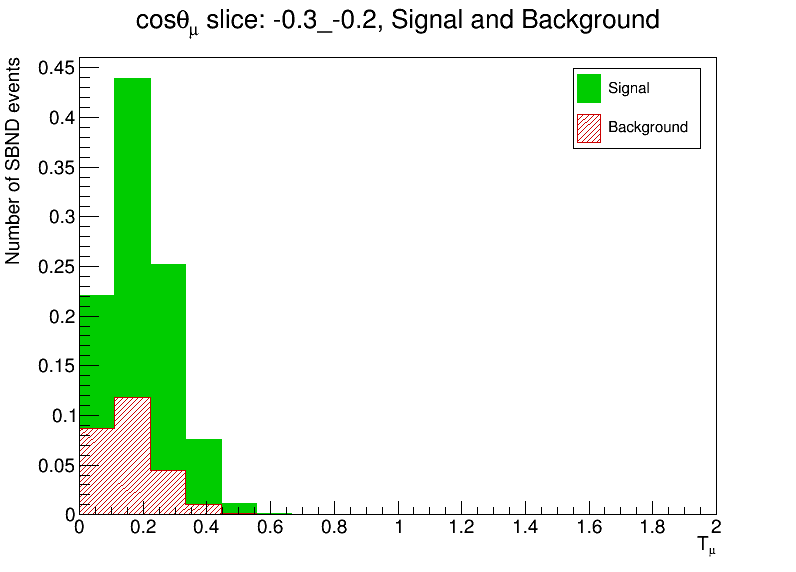 cosθμ slice: -0.3_-0.2, Signal and Background
Number of SBND events
0.45
0.4
0.35
0.3
0.25
0.2
0.15
0.1
0.05
0
Signal
Background
0 0.2 0.4 0.6 0.8 1 1.2 1.4 1.6 1.8 2
Tμ